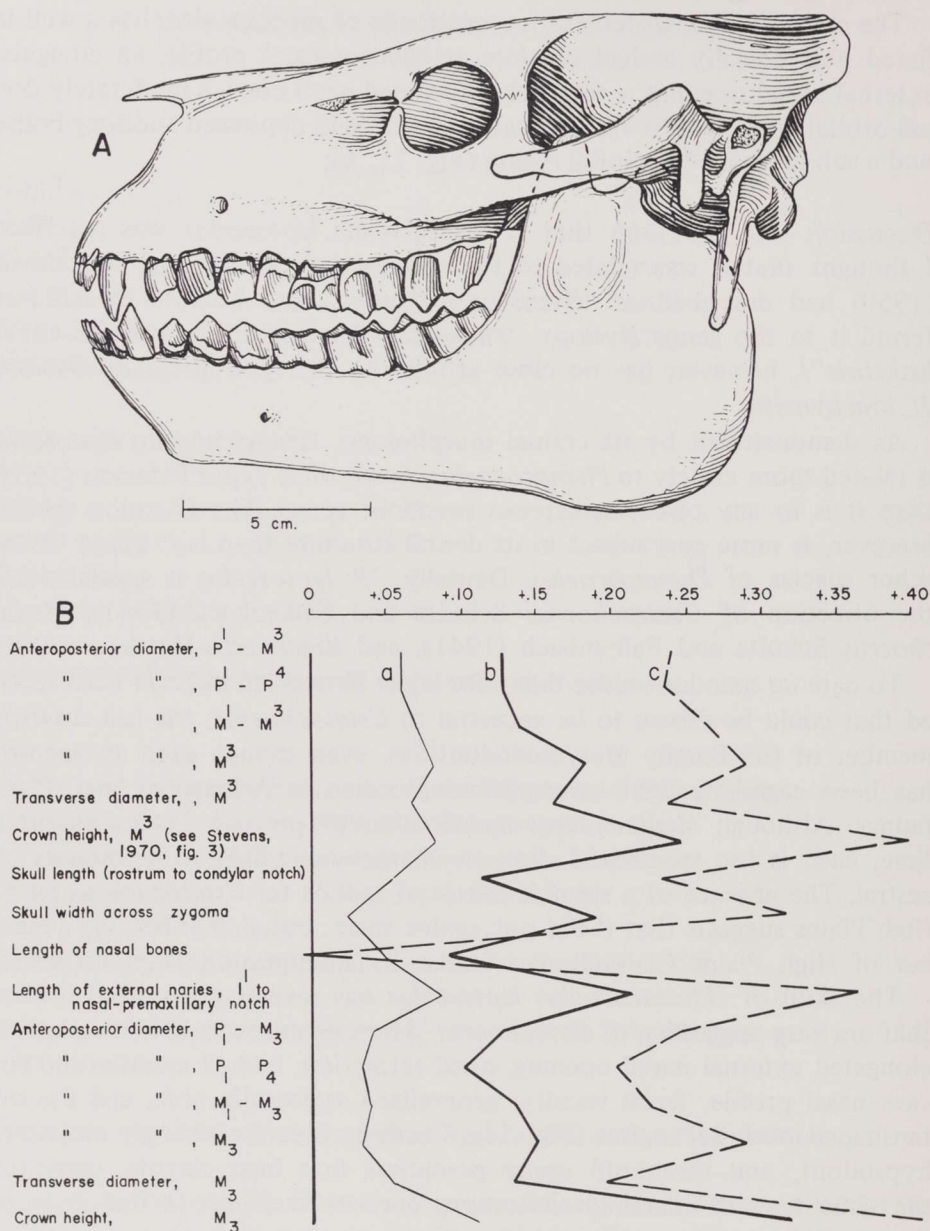 A
5 cm.
B
0 +.05 +.10 +.15 +.20 +.25 +.30 +.35 +.40
a b c
Anteroposterior diameter, P¹ - M³
" " , P¹ - P⁴
" " , M¹ - M³
" " , M³
Transverse diameter, , M³
Crown height, M³ (see Stevens,
1970, fig. 3)
Skull length (rostrum to condylar notch)
Skull width across zygoma
Length of nasal bones
Length of external naries, I¹ to
nasal-premaxillary notch
Anteroposterior diameter, P₁ - M₃
" " , P₁ - P₄
" " , M₁ - M₃
" " , M₃
Transverse diameter, M₃
Crown height, M₃